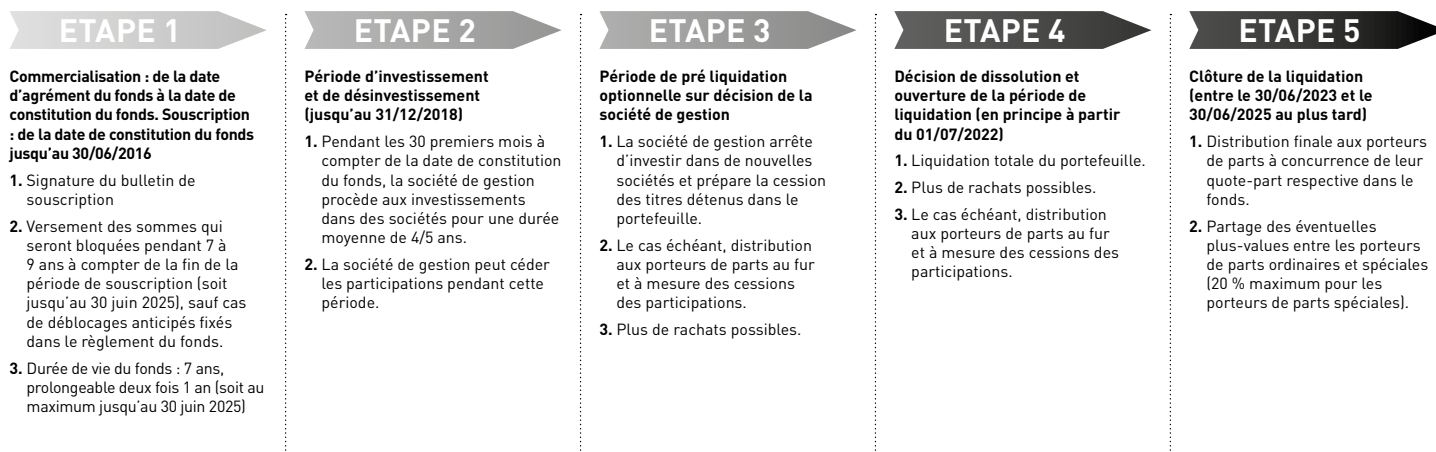 ETAPE 1
Commercialisation : de la date
d’agrément du fonds à la date de
constitution du fonds. Souscription
: de la date de constitution du fonds
jusqu’au 30/06/2016
1. Signature du bulletin de
souscription
2. Versement des sommes qui
seront bloquées pendant 7 à
9 ans à compter de la fin de la
période de souscription (soit
jusqu’au 30 juin 2025), sauf cas
de déblocages anticipés fixés
dans le règlement du fonds.
3. Durée de vie du fonds : 7 ans,
prolongeable deux fois 1 an (soit au
maximum jusqu’au 30 juin 2025)
ETAPE 2
Période d’investissement
et de désinvestissement
(jusqu’au 31/12/2018)
1. Pendant les 30 premiers mois à
compter de la date de constitution
du fonds, la société de gestion
procède aux investissements
dans des sociétés pour une durée
moyenne de 4/5 ans.
2. La société de gestion peut céder
les participations pendant cette
période.
ETAPE 3
Période de pré liquidation
optionnelle sur décision de la
société de gestion
1. La société de gestion arrête
d’investir dans de nouvelles
sociétés et prépare la cession
des titres détenus dans le
portefeuille.
2. Le cas échéant, distribution
aux porteurs de parts au fur
et à mesure des cessions
des participations.
3. Plus de rachats possibles.
ETAPE 4
Décision de dissolution et
ouverture de la période de
liquidation (en principe à partir
du 01/07/2022)
1. Liquidation totale du portefeuille.
2. Plus de rachats possibles.
3. Le cas échéant, distribution
aux porteurs de parts au fur
et à mesure des cessions des
participations.
ETAPE 5
Clôture de la liquidation
(entre le 30/06/2023 et le
30/06/2025 au plus tard)
1. Distribution finale aux porteurs
de parts à concurrence de leur
quote-part respective dans le
fonds.
2. Partage des éventuelles
plus-values entre les porteurs
de parts ordinaires et spéciales
(20 % maximum pour les
porteurs de parts spéciales).